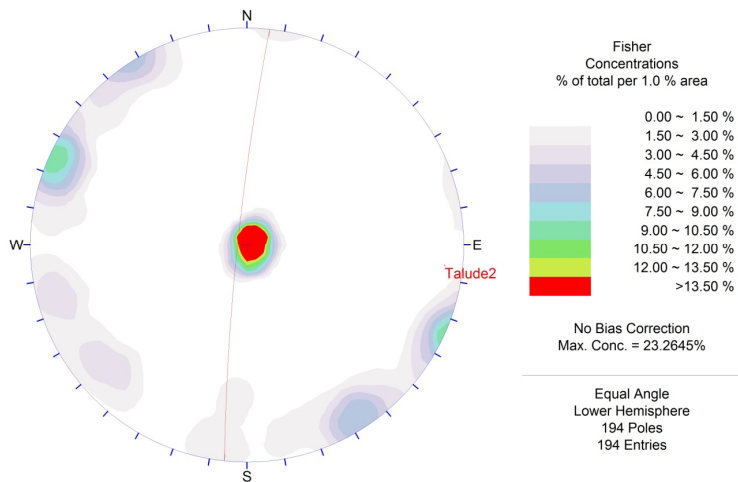 N
W
E
S
Talude2
Fisher
Concentrations
% of total per 1.0 % area
0.00 ~ 1.50 %
1.50 ~ 3.00 %
3.00 ~ 4.50 %
4.50 ~ 6.00 %
6.00 ~ 7.50 %
7.50 ~ 9.00 %
9.00 ~ 10.50 %
10.50 ~ 12.00 %
12.00 ~ 13.50 %
>13.50 %
No Bias Correction
Max. Conc. = 23.2645%
Equal Angle
Lower Hemisphere
194 Poles
194 Entries